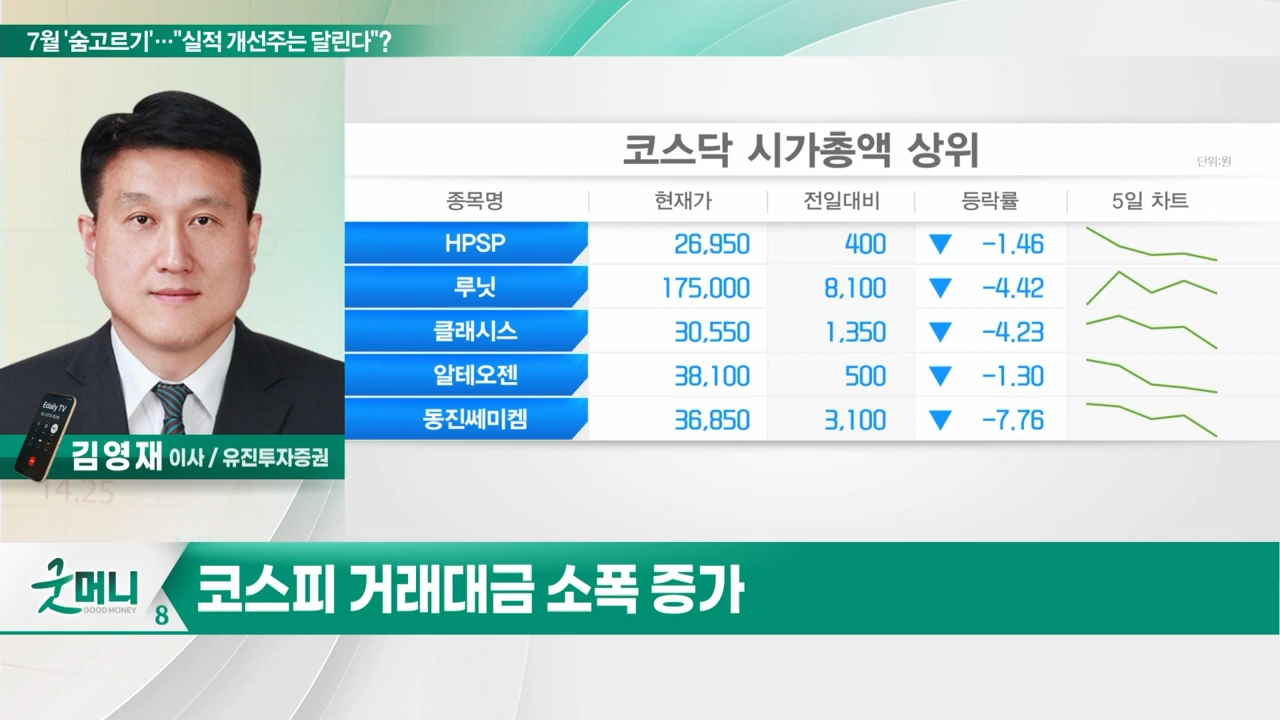 7월 '숨고르기'…"실적 개선주는 달린다"?
코스닥 시가총액 상위
단위:원
종목명 현재가 전일대비 등락률 5일 차트
HPSP 26,950 400 ▼ -1.46
루닛 175,000 8,100 ▼ -4.42
클래시스 30,550 1,350 ▼ -4.23
알테오젠 38,100 500 ▼ -1.30
동진쎄미켐 36,850 3,100 ▼ -7.76
Edaily TV
김영재 이사 / 유진투자증권
14.25
굿머니
GOOD MONEY
8
코스피 거래대금 소폭 증가